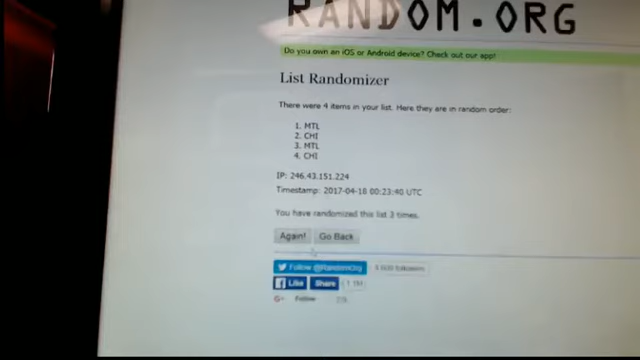 RANDOM.ORG
Do you own an iOS or Android device? Check out our app!
List Randomizer
There were 4 items in your list. Here they are in random order:
1. MTL
2. CHI
3. MTL
4. CHI
IP: 246.43.151.224
Timestamp: 2017-04-18 00:23:40 UTC
You have randomized this list 3 times.
Again! Go Back
Follow @RandomOrg followers
Like Share
Follow